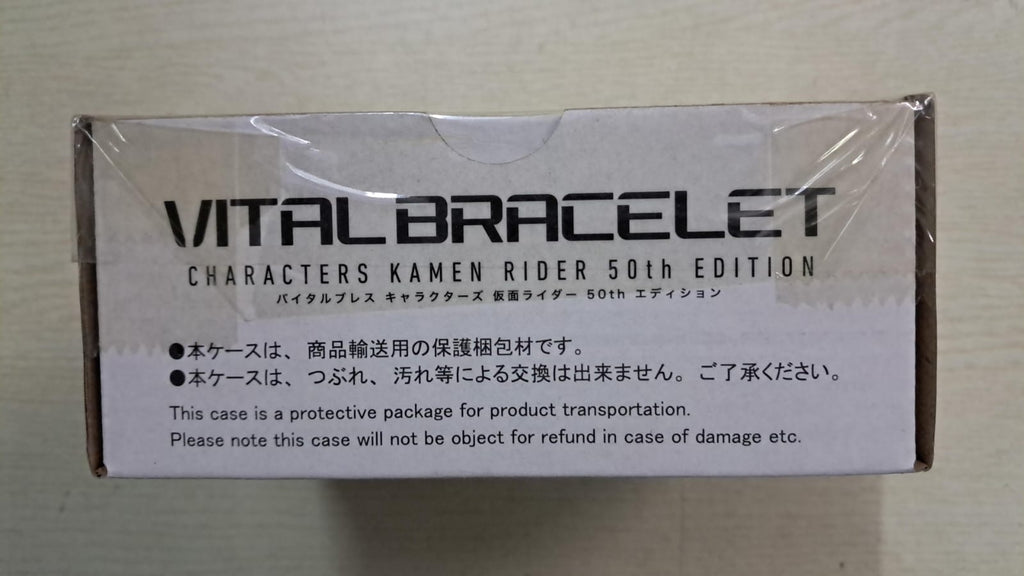 VITAL BRACELET
CHARACTERS KAMEN RIDER 50th EDITION
バイタルブレス キャラクターズ 仮面ライダー 50th エディション
●本ケースは、商品輸送用の保護梱包材です。
●本ケースは、つぶれ、汚れ等による交換は出来ません。ご了承ください。
This case is a protective package for product transportation.
Please note this case will not be object for refund in case of damage etc.